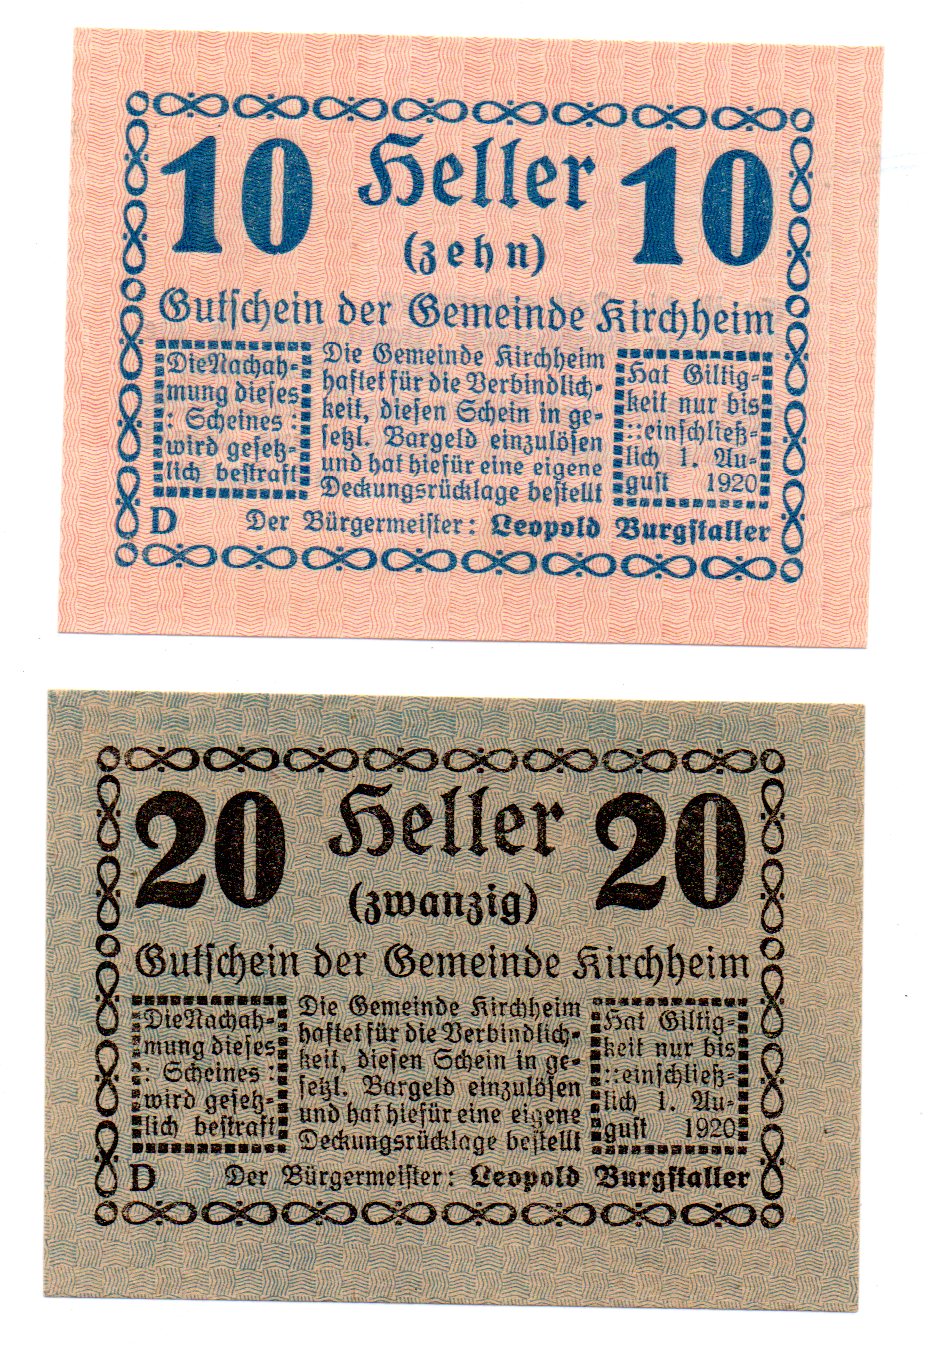 10 Heller 10
(zehn)
Gutschein der Gemeinde Kirchheim
Die Nachah-
mung dieses
: Scheines :
wird gesetz-
lich bestraft
Die Gemeinde Kirchheim
haftet für die Verbindlich-
keit, diesen Schein in ge-
setzl. Bargeld einzulösen
und hat hiefür eine eigene
Deckungsrücklage bestellt
Hat Giltig-
keit nur bis
::einschließ-
lich 1. Au-
gust 1920
D Der Bürgermeister: Leopold Burgstaller
20 Heller 20
(zwanzig)
Gutschein der Gemeinde Kirchheim
Die Nachah-
mung dieses
: Scheines :
wird gesetz-
lich bestraft
Die Gemeinde Kirchheim
haftet für die Verbindlich-
keit, diesen Schein in ge-
setzl. Bargeld einzulösen
und hat hiefür eine eigene
Deckungsrücklage bestellt
Hat Giltig-
keit nur bis
::einschließ-
lich 1. Au-
gust 1920
D Der Bürgermeister: Leopold Burgstaller